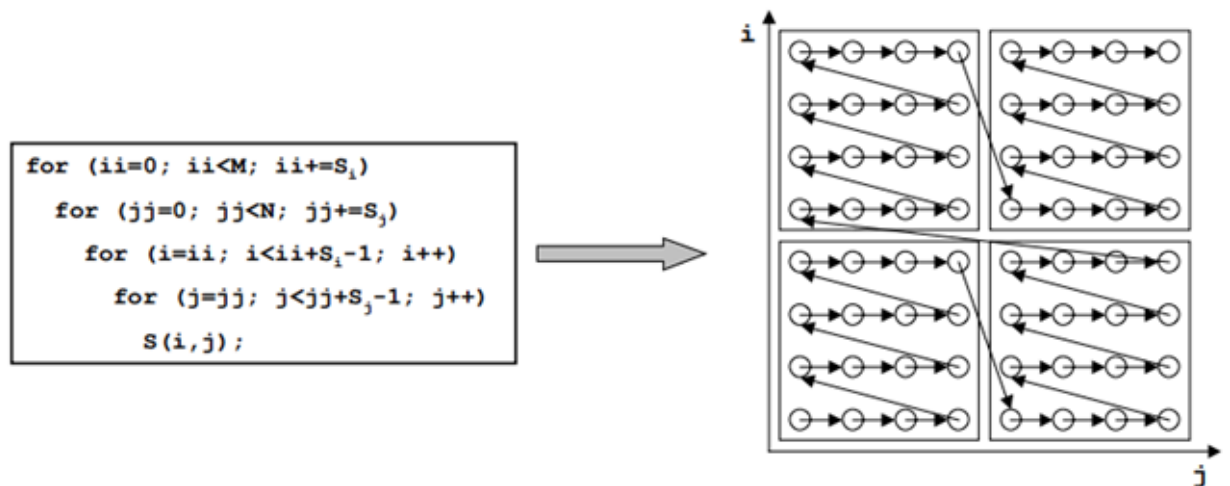 for (ii=0; ii<M; ii+=Si)
for (jj=0; jj<N; jj+=Sj)
for (i=ii; i<ii+Si-1; i++)
for (j=jj; j<jj+Sj-1; j++)
S(i,j);
i
j